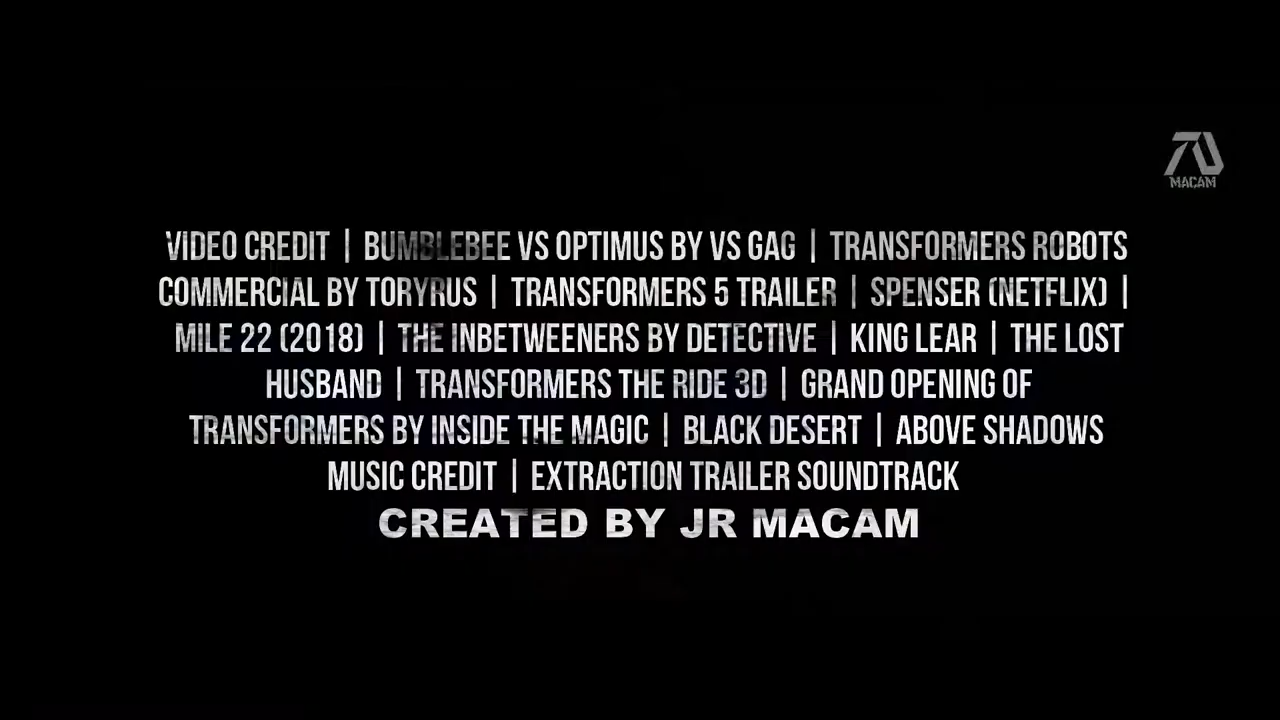 MACAM
VIDEO CREDIT | BUMBLEBEE VS OPTIMUS BY VS GAG | TRANSFORMERS ROBOTS
COMMERCIAL BY TORYRUS | TRANSFORMERS 5 TRAILER | SPENSER (NETFLIX) |
MILE 22 (2018) | THE INBETWEENERS BY DETECTIVE | KING LEAR | THE LOST
HUSBAND | TRANSFORMERS THE RIDE 3D | GRAND OPENING OF
TRANSFORMERS BY INSIDE THE MAGIC | BLACK DESERT | ABOVE SHADOWS
MUSIC CREDIT | EXTRACTION TRAILER SOUNDTRACK
CREATED BY JR MACAM